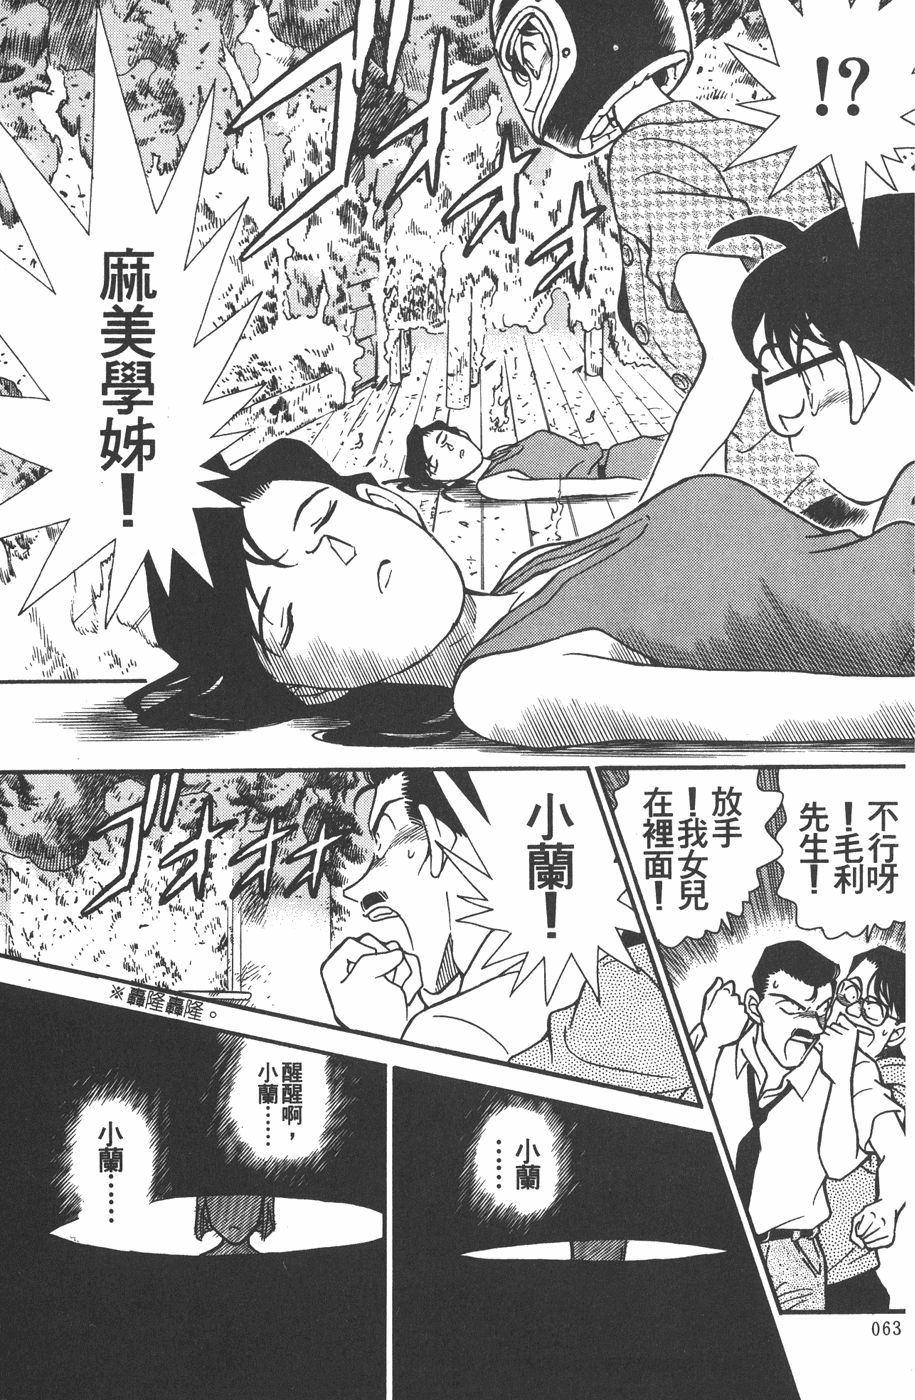 !?
ゴオオオ
麻美學姊!
不行呀
!毛利
先生!
放手
!我女兒
在裡面!
小蘭!
ゴオオオ
※轟隆轟隆。
小蘭
……
醒醒啊,
小蘭……
小蘭……
063